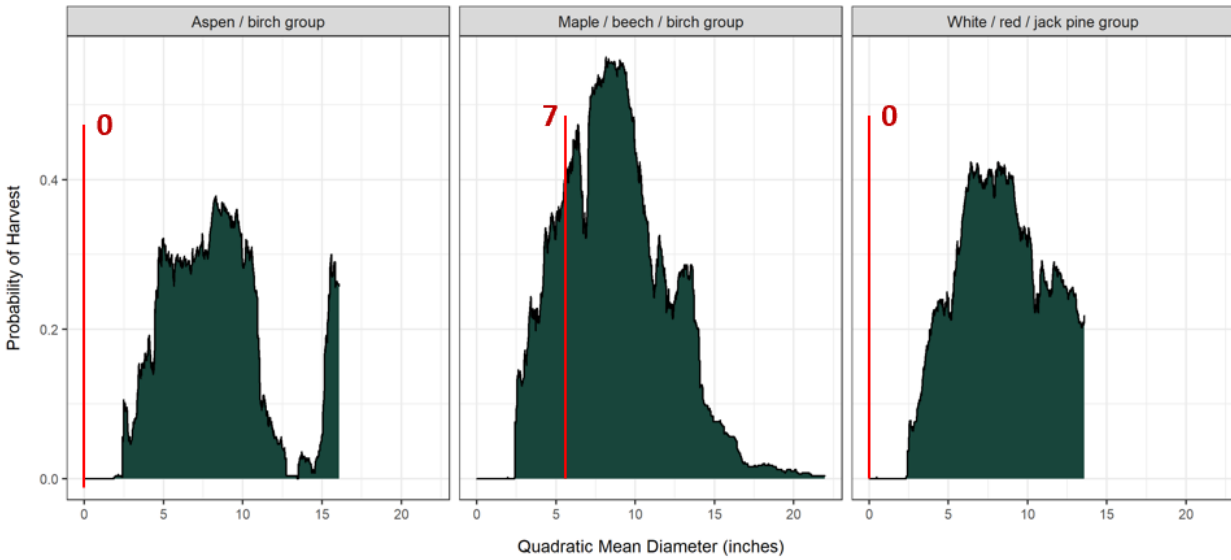 Aspen / birch group
Maple / beech / birch group
White / red / jack pine group
Probability of Harvest
0.4
0.2
0.0
0
7
0
0 5 10 15 20
0 5 10 15 20
0 5 10 15 20
Quadratic Mean Diameter (inches)